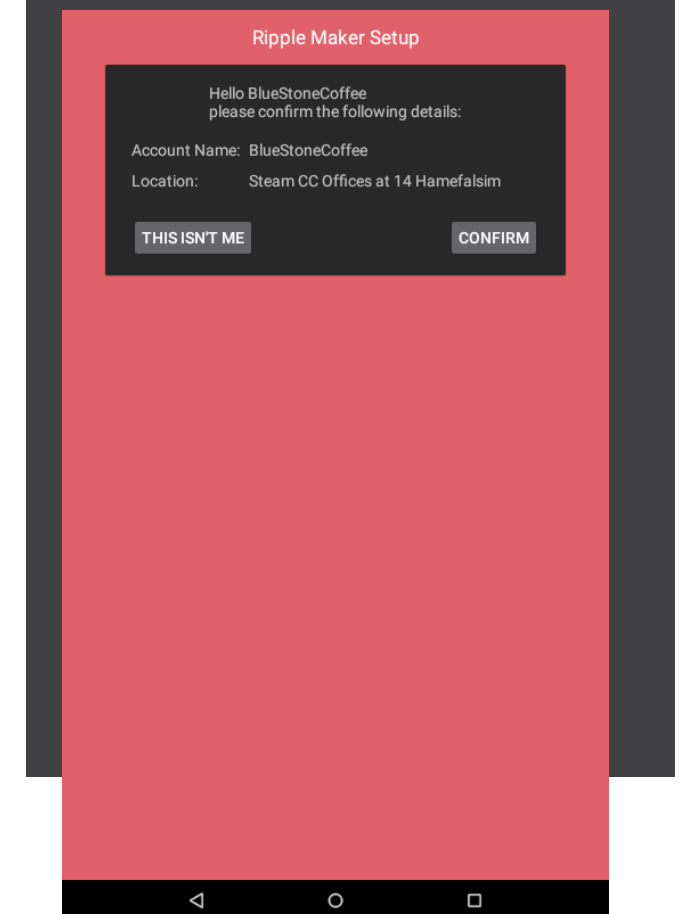 Ripple Maker Setup
Hello BlueStoneCoffee
please confirm the following details:
Account Name: BlueStoneCoffee
Location: Steam CC Offices at 14 Hamefalsim
THIS ISN'T ME CONFIRM